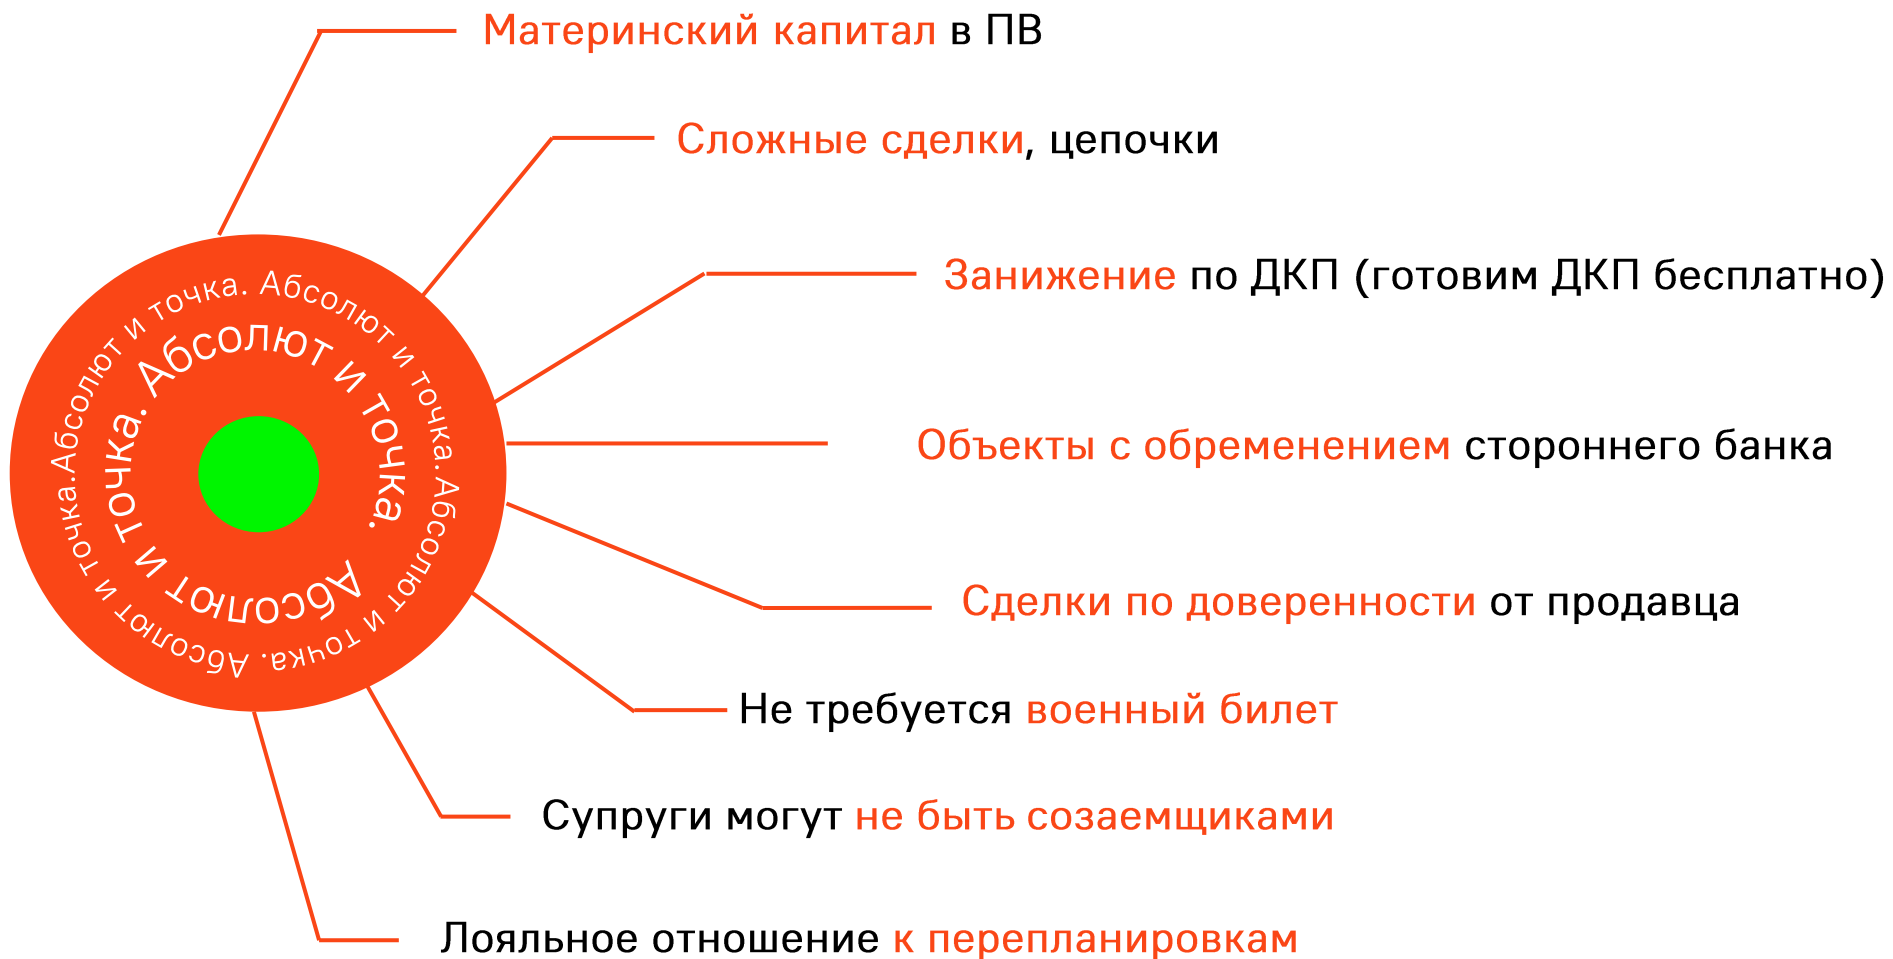 Материнский капитал в ПВ
Сложные сделки, цепочки
Занижение по ДКП (готовим ДКП бесплатно)
Абсолют и точка. Абсолют и точка. Абсолют и точка. Абсолют и точка.
Абсолют и точка. Абсолют и точка.
Объекты с обременением стороннего банка
Сделки по доверенности от продавца
Не требуется военный билет
Супруги могут не быть созаемщиками
Лояльное отношение к перепланировкам